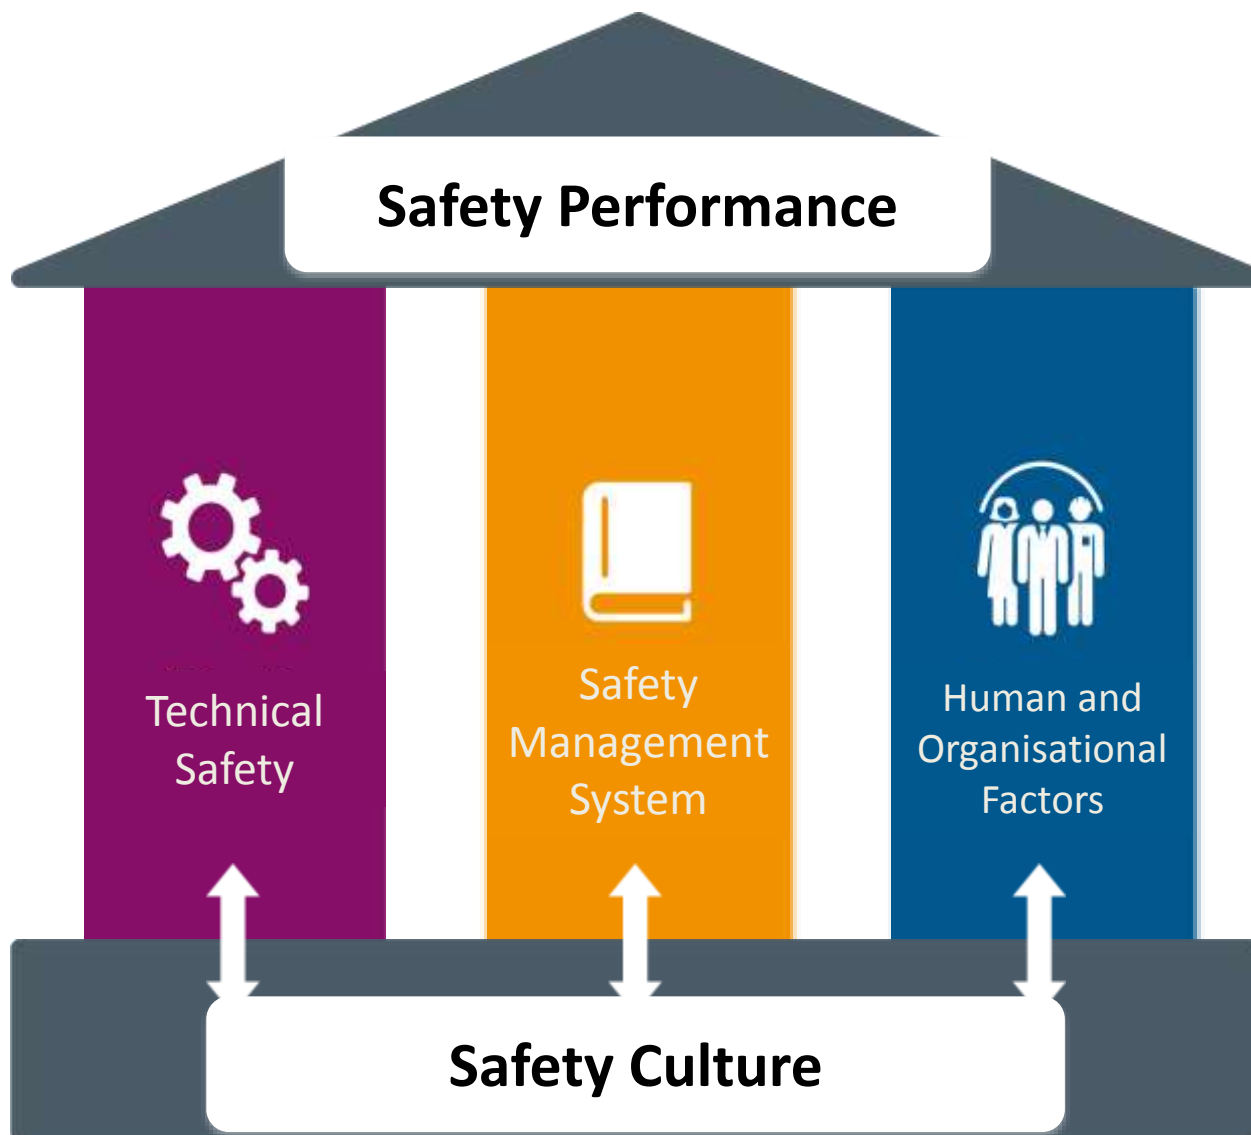 Safety Performance
Technical
Safety
Safety
Management
System
Human and
Organisational
Factors
Safety Culture